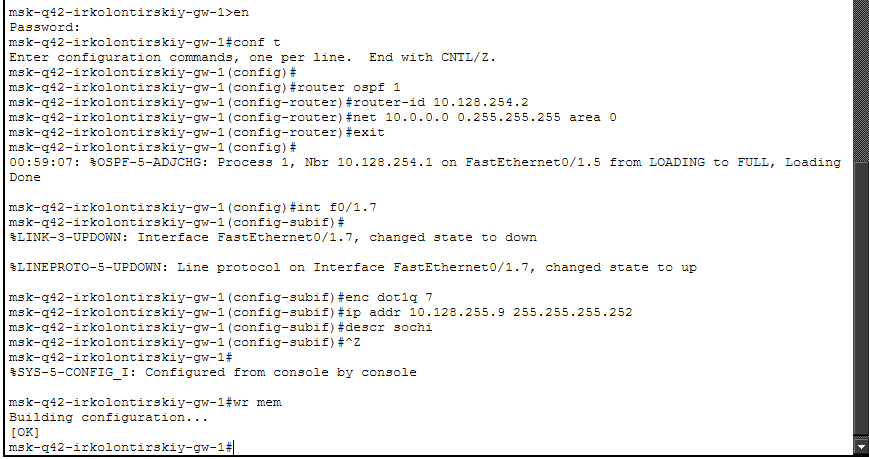 msk-q42-irkolontirskiy-gw-1>en
Password:
msk-q42-irkolontirskiy-gw-1#conf t
Enter configuration commands, one per line.  End with CNTL/Z.
msk-q42-irkolontirskiy-gw-1(config)#
msk-q42-irkolontirskiy-gw-1(config)#router ospf 1
msk-q42-irkolontirskiy-gw-1(config-router)#router-id 10.128.254.2
msk-q42-irkolontirskiy-gw-1(config-router)#net 10.0.0.0 0.255.255.255 area 0
msk-q42-irkolontirskiy-gw-1(config-router)#exit
msk-q42-irkolontirskiy-gw-1(config)#
00:59:07: %OSPF-5-ADJCHG: Process 1, Nbr 10.128.254.1 on FastEthernet0/1.5 from LOADING to FULL, Loading
Done
msk-q42-irkolontirskiy-gw-1(config)#int f0/1.7
msk-q42-irkolontirskiy-gw-1(config-subif)#
%LINK-3-UPDOWN: Interface FastEthernet0/1.7, changed state to down
%LINEPROTO-5-UPDOWN: Line protocol on Interface FastEthernet0/1.7, changed state to up
msk-q42-irkolontirskiy-gw-1(config-subif)#enc dot1q 7
msk-q42-irkolontirskiy-gw-1(config-subif)#ip addr 10.128.255.9 255.255.255.252
msk-q42-irkolontirskiy-gw-1(config-subif)#descr sochi
msk-q42-irkolontirskiy-gw-1(config-subif)#^Z
msk-q42-irkolontirskiy-gw-1#
%SYS-5-CONFIG_I: Configured from console by console
msk-q42-irkolontirskiy-gw-1#wr mem
Building configuration...
[OK]
msk-q42-irkolontirskiy-gw-1#